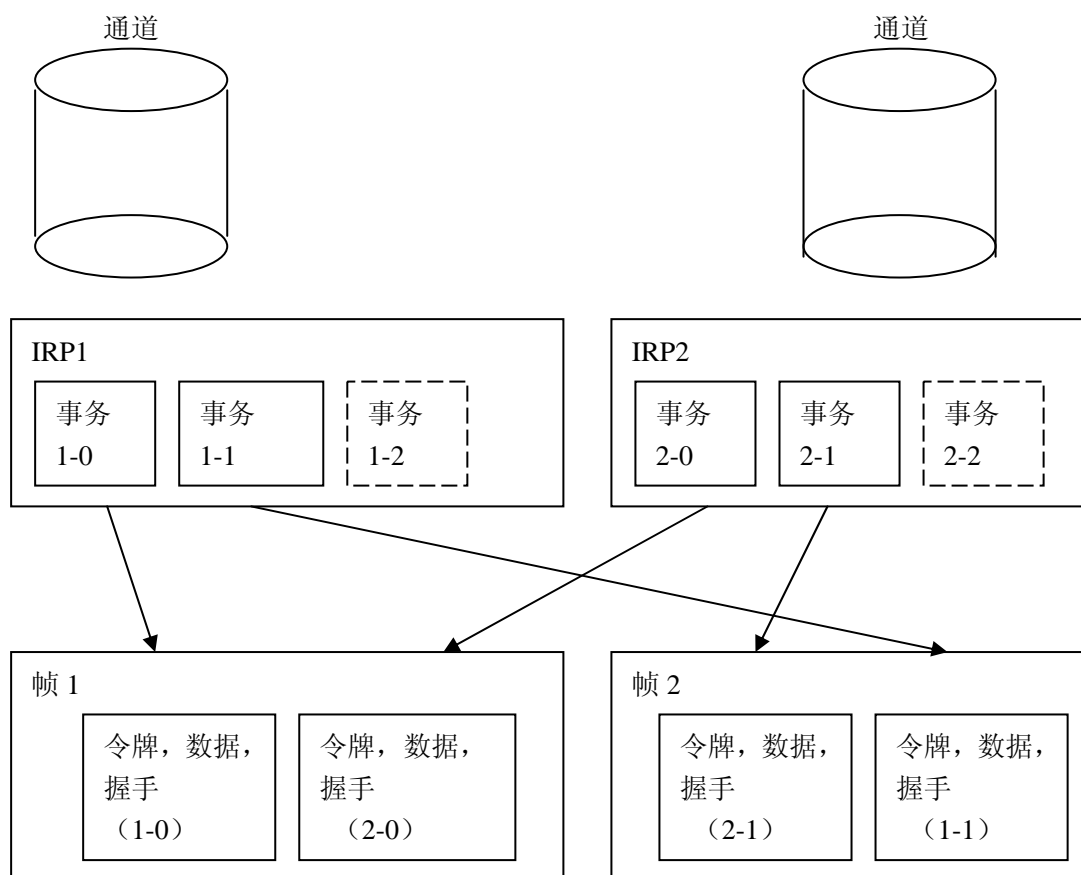 通道
通道
IRP1
事务
1-0
事务
1-1
事务
1-2
IRP2
事务
2-0
事务
2-1
事务
2-2
帧 1
令牌，数据，
握手
（1-0）
令牌，数据，
握手
（2-0）
帧 2
令牌，数据，
握手
（2-1）
令牌，数据，
握手
（1-1）